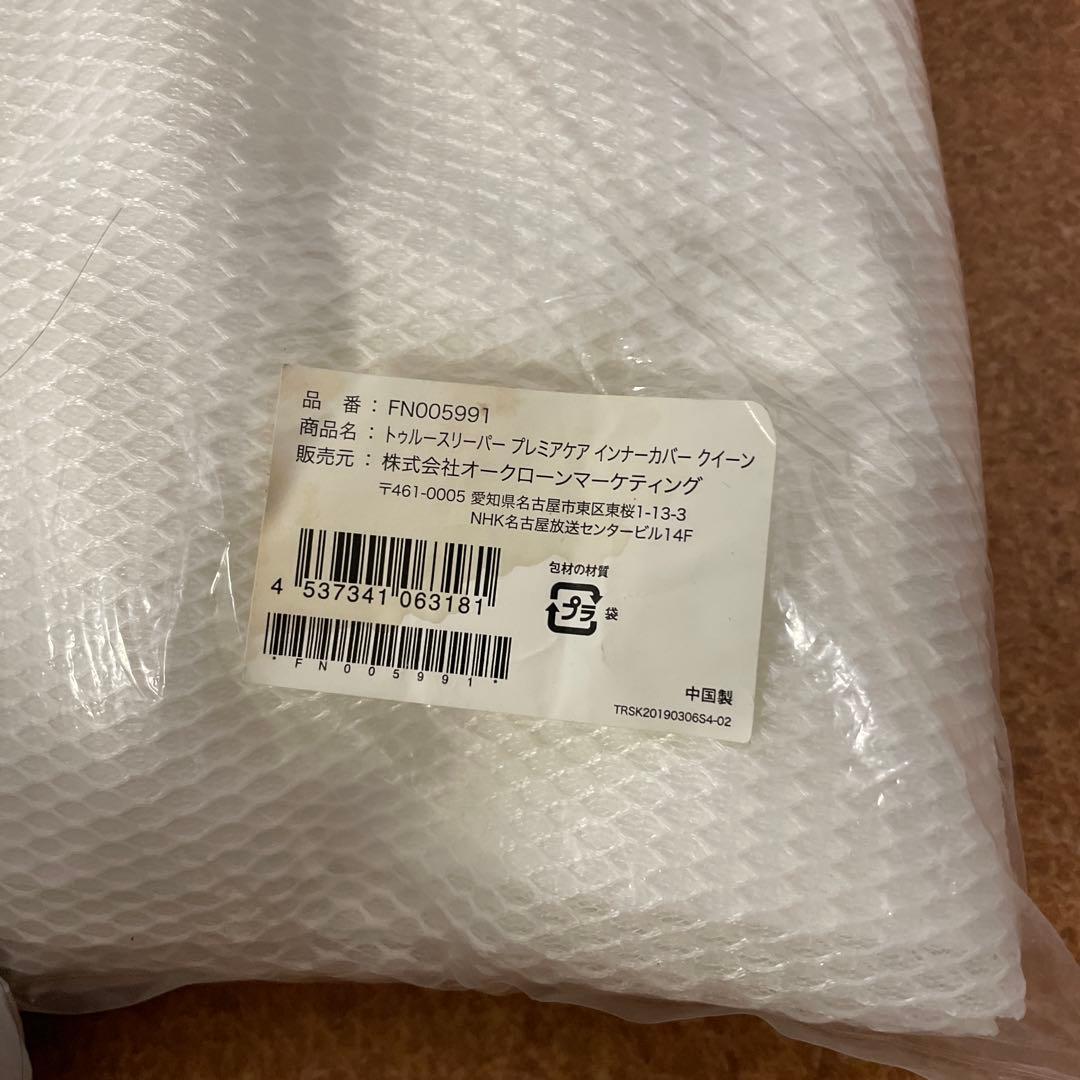 品 番 : FN005991
商品名 : トゥルースリーパー プレミアケア インナーカバー クイーン
販売元 : 株式会社オークローンマーケティング
〒461-0005 愛知県名古屋市東区東桜1-13-3
NHK名古屋放送センタービル14F
4 537341 063181
包材の材質
プラ 袋
*FN005991*
中国製
TRSK20190306S4-02